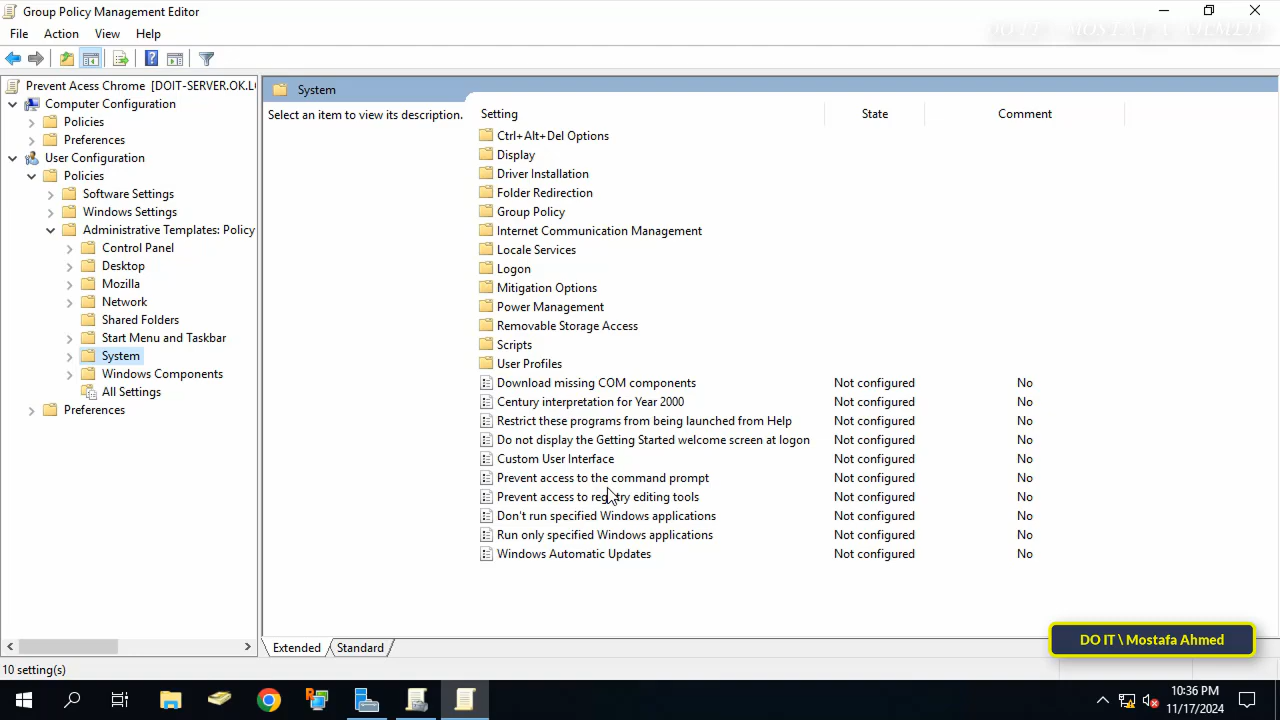 Group Policy Management Editor
DOIT \ MOSTAFA AHMED
File Action View Help
Prevent Acess Chrome [DOIT-SERVER.OK.L
Computer Configuration
Policies
Preferences
User Configuration
Policies
Software Settings
Windows Settings
Administrative Templates: Policy
Control Panel
Desktop
Mozilla
Network
Shared Folders
Start Menu and Taskbar
System
Windows Components
All Settings
Preferences
System
Select an item to view its description.
Setting State Comment
Ctrl+Alt+Del Options
Display
Driver Installation
Folder Redirection
Group Policy
Internet Communication Management
Locale Services
Logon
Mitigation Options
Power Management
Removable Storage Access
Scripts
User Profiles
Download missing COM components Not configured No
Century interpretation for Year 2000 Not configured No
Restrict these programs from being launched from Help Not configured No
Do not display the Getting Started welcome screen at logon Not configured No
Custom User Interface Not configured No
Prevent access to the command prompt Not configured No
Prevent access to registry editing tools Not configured No
Don't run specified Windows applications Not configured No
Run only specified Windows applications Not configured No
Windows Automatic Updates Not configured No
Extended Standard
DO IT \ Mostafa Ahmed
10 setting(s)
10:36 PM
11/17/2024